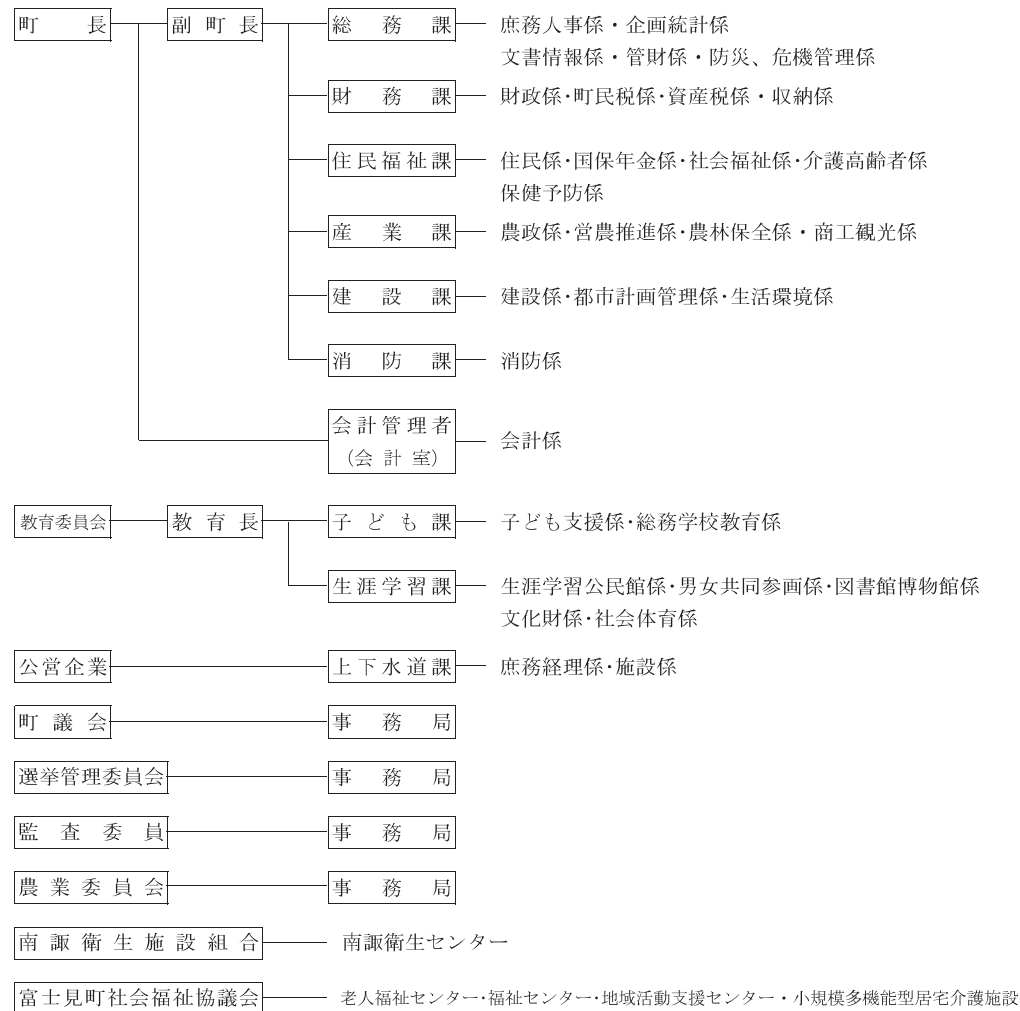 町長 副町長 総務課 庶務人事係・企画統計係
文書情報係・管財係・防災、危機管理係
財務課 財政係・町民税係・資産税係・収納係
住民福祉課 住民係・国保年金係・社会福祉係・介護高齢者係
保健予防係
産業課 農政係・営農推進係・農林保全係・商工観光係
建設課 建設係・都市計画管理係・生活環境係
消防課 消防係
会計管理者 会計係
（会計室）
教育委員会 教育長 子ども課 子ども支援係・総務学校教育係
生涯学習課 生涯学習公民館係・男女共同参画係・図書館博物館係
文化財係・社会体育係
公営企業 上下水道課 庶務経理係・施設係
町議会 事務局
選挙管理委員会 事務局
監査委員 事務局
農業委員会 事務局
南諏衛生施設組合 南諏衛生センター
富士見町社会福祉協議会 老人福祉センター・福祉センター・地域活動支援センター・小規模多機能型居宅介護施設